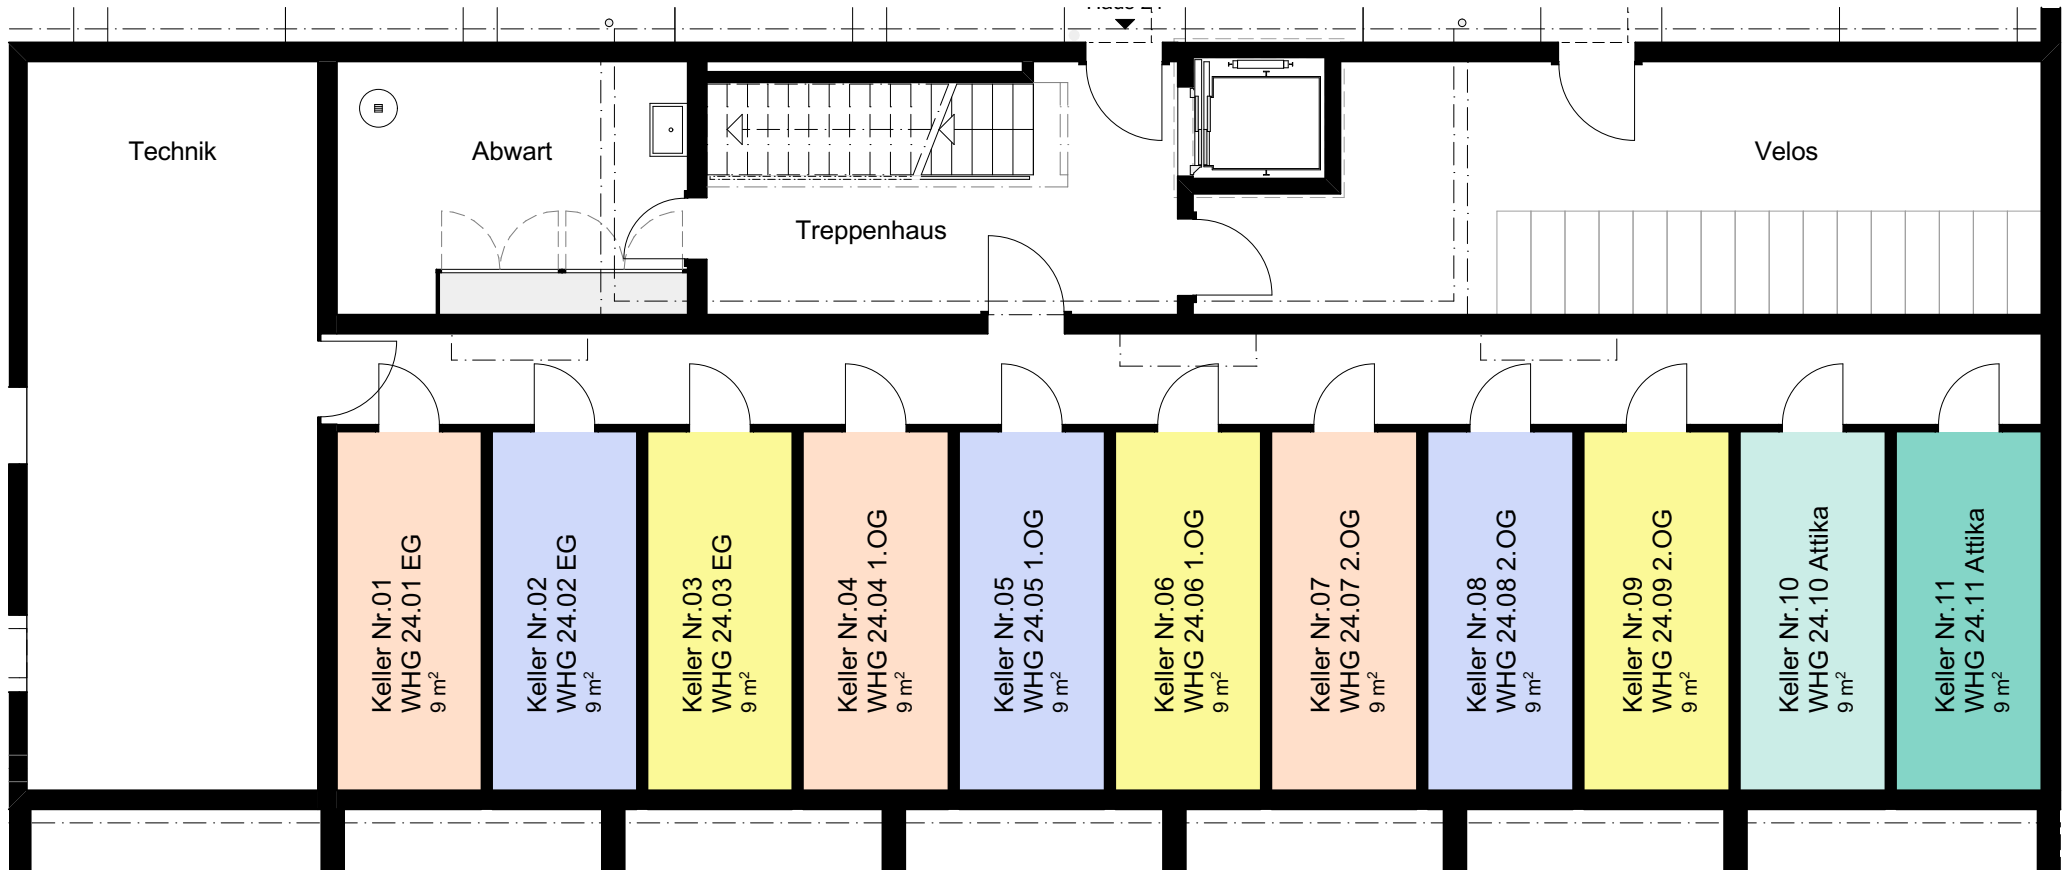 Technik
Abwart
Treppenhaus
Velos
Keller Nr.01
WHG 24.01 EG
9 m²
Keller Nr.02
WHG 24.02 EG
9 m²
Keller Nr.03
WHG 24.03 EG
9 m²
Keller Nr.04
WHG 24.04 1.OG
9 m²
Keller Nr.05
WHG 24.05 1.OG
9 m²
Keller Nr.06
WHG 24.06 1.OG
9 m²
Keller Nr.07
WHG 24.07 2.OG
9 m²
Keller Nr.08
WHG 24.08 2.OG
9 m²
Keller Nr.09
WHG 24.09 2.OG
9 m²
Keller Nr.10
WHG 24.10 Attika
9 m²
Keller Nr.11
WHG 24.11 Attika
9 m²